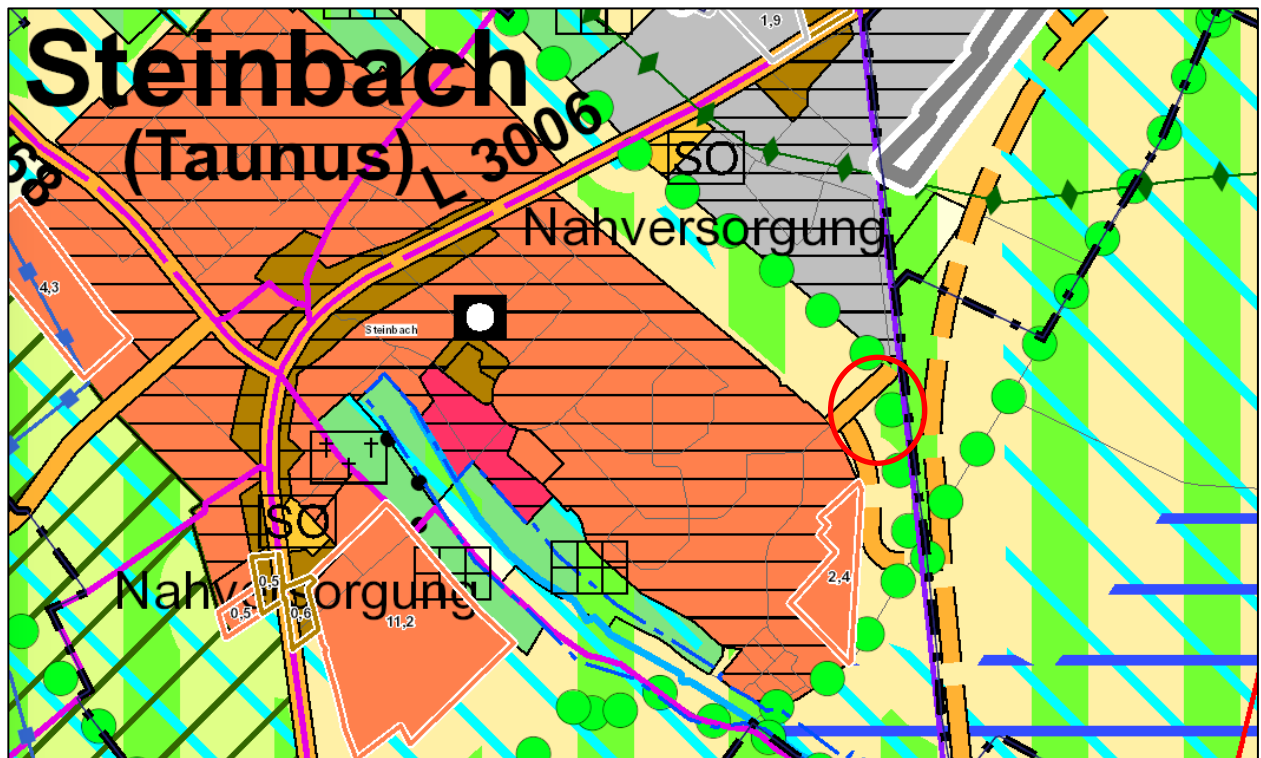 1,9
Steinbach
(Taunus)
L 3006
68
SO
Nahversorgung
4,3
Steinbach
SO
Nahversorgung
0,5
0,5
0,6
11,2
2,4